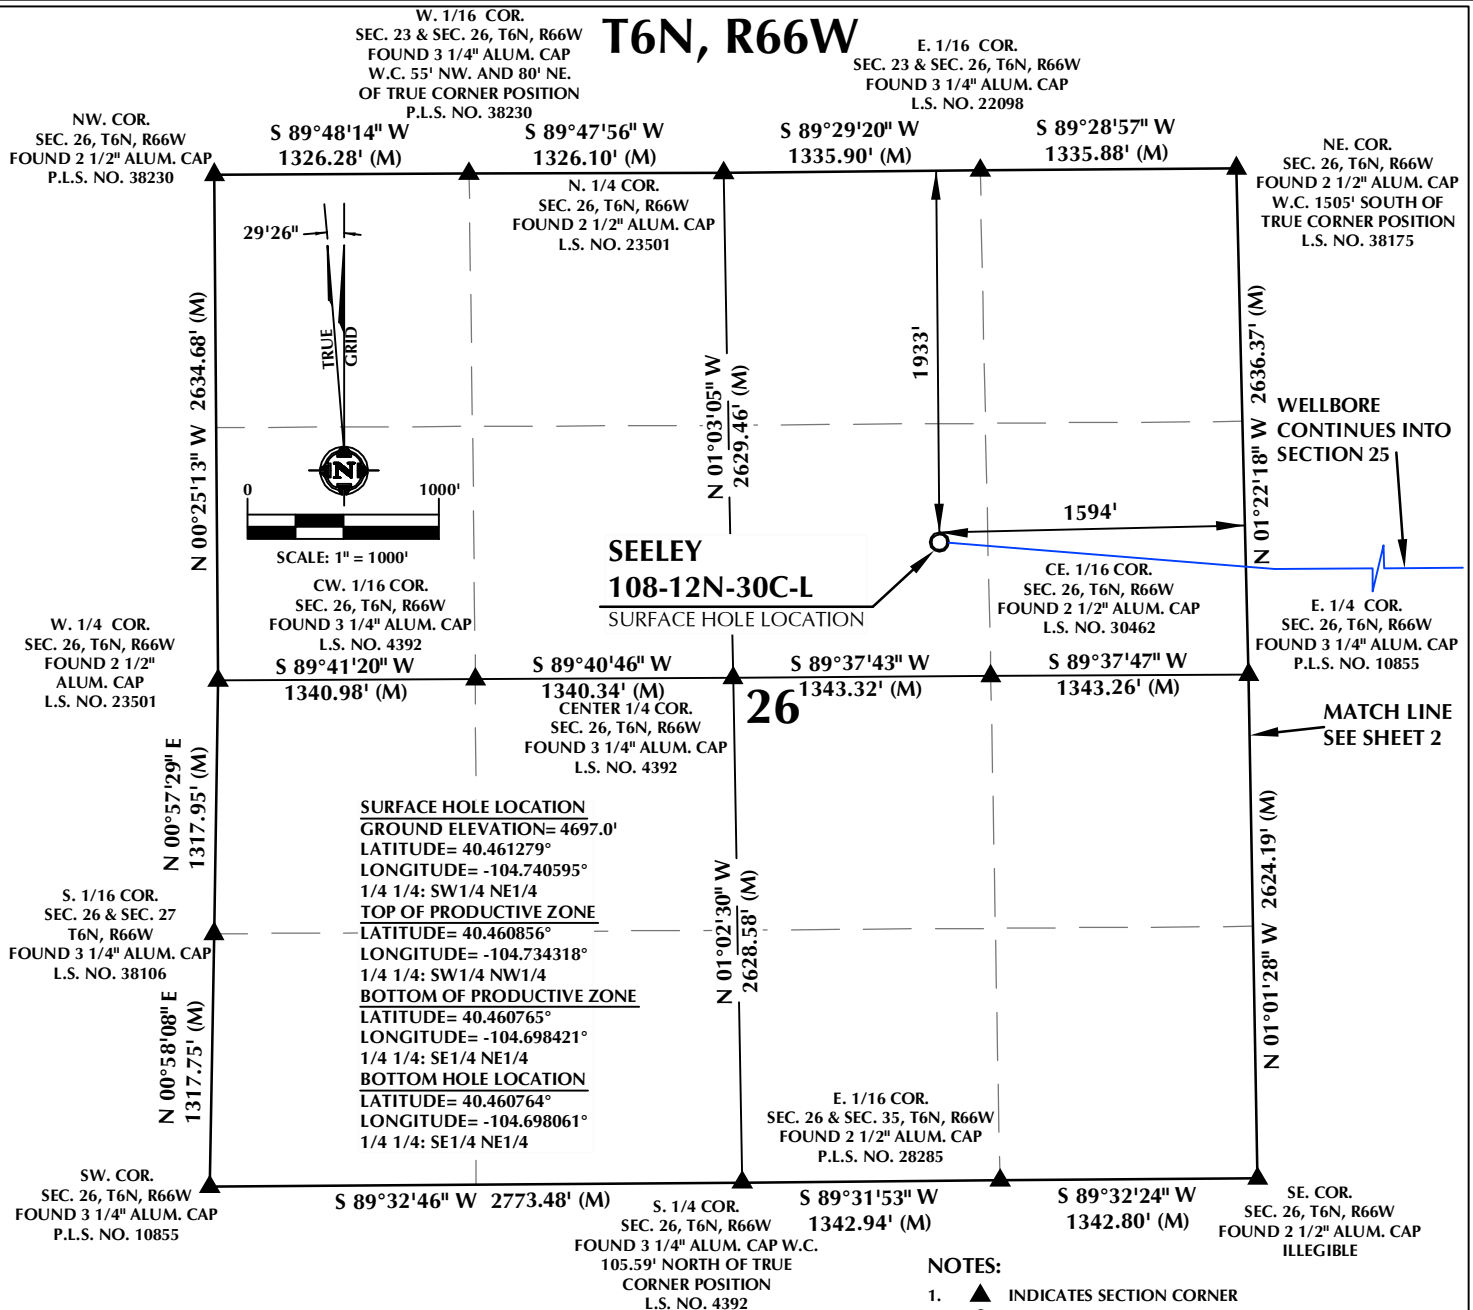 T6N, R66W
W. 1/16 COR.
SEC. 23 & SEC. 26, T6N, R66W
FOUND 3 1/4" ALUM. CAP
W.C. 55' NW. AND 80' NE.
OF TRUE CORNER POSITION
P.L.S. NO. 38230
E. 1/16 COR.
SEC. 23 & SEC. 26, T6N, R66W
FOUND 3 1/4" ALUM. CAP
L.S. NO. 22098
NW. COR.
SEC. 26, T6N, R66W
FOUND 2 1/2" ALUM. CAP
P.L.S. NO. 38230
S 89°48'14" W
1326.28' (M)
S 89°47'56" W
1326.10' (M)
S 89°29'20" W
1335.90' (M)
S 89°28'57" W
1335.88' (M)
NE. COR.
SEC. 26, T6N, R66W
FOUND 2 1/2" ALUM. CAP
W.C. 1505' SOUTH OF
TRUE CORNER POSITION
L.S. NO. 38175
N. 1/4 COR.
SEC. 26, T6N, R66W
FOUND 2 1/2" ALUM. CAP
L.S. NO. 23501
29'26"
TRUE
GRID
N
0 1000'
SCALE: 1" = 1000'
N 00°25'13" W 2634.68' (M)
N 01°03'05" W
2629.46' (M)
1933'
1594'
N 01°22'18" W 2636.37' (M)
WELLBORE
CONTINUES INTO
SECTION 25
SEELEY
108-12N-30C-L
SURFACE HOLE LOCATION
CW. 1/16 COR.
SEC. 26, T6N, R66W
FOUND 3 1/4" ALUM. CAP
L.S. NO. 4392
CE. 1/16 COR.
SEC. 26, T6N, R66W
FOUND 2 1/2" ALUM. CAP
L.S. NO. 30462
E. 1/4 COR.
SEC. 26, T6N, R66W
FOUND 3 1/4" ALUM. CAP
P.L.S. NO. 10855
W. 1/4 COR.
SEC. 26, T6N, R66W
FOUND 2 1/2"
ALUM. CAP
L.S. NO. 23501
S 89°41'20" W
1340.98' (M)
S 89°40'46" W
1340.34' (M)
S 89°37'43" W
1343.32' (M)
S 89°37'47" W
1343.26' (M)
CENTER 1/4 COR.
SEC. 26, T6N, R66W
FOUND 3 1/4" ALUM. CAP
L.S. NO. 4392
26
MATCH LINE
SEE SHEET 2
N 00°57'29" E
1317.95' (M)
SURFACE HOLE LOCATION
GROUND ELEVATION= 4697.0'
LATITUDE= 40.461279°
LONGITUDE= -104.740595°
1/4 1/4: SW1/4 NE1/4
TOP OF PRODUCTIVE ZONE
LATITUDE= 40.460856°
LONGITUDE= -104.734318°
1/4 1/4: SW1/4 NW1/4
BOTTOM OF PRODUCTIVE ZONE
LATITUDE= 40.460765°
LONGITUDE= -104.698421°
1/4 1/4: SE1/4 NE1/4
BOTTOM HOLE LOCATION
LATITUDE= 40.460764°
LONGITUDE= -104.698061°
1/4 1/4: SE1/4 NE1/4
N 01°02'30" W
2628.58' (M)
N 01°01'28" W 2624.19' (M)
S. 1/16 COR.
SEC. 26 & SEC. 27
T6N, R66W
FOUND 3 1/4" ALUM. CAP
L.S. NO. 38106
N 00°58'08" E
1317.75' (M)
E. 1/16 COR.
SEC. 26 & SEC. 35, T6N, R66W
FOUND 2 1/2" ALUM. CAP
P.L.S. NO. 28285
SW. COR.
SEC. 26, T6N, R66W
FOUND 3 1/4" ALUM. CAP
P.L.S. NO. 10855
S 89°32'46" W 2773.48' (M)
S. 1/4 COR.
SEC. 26, T6N, R66W
FOUND 3 1/4" ALUM. CAP W.C.
105.59' NORTH OF TRUE
CORNER POSITION
L.S. NO. 4392
S 89°31'53" W
1342.94' (M)
S 89°32'24" W
1342.80' (M)
SE. COR.
SEC. 26, T6N, R66W
FOUND 2 1/2" ALUM. CAP
ILLEGIBLE
NOTES:
1. ▲ INDICATES SECTION CORNER